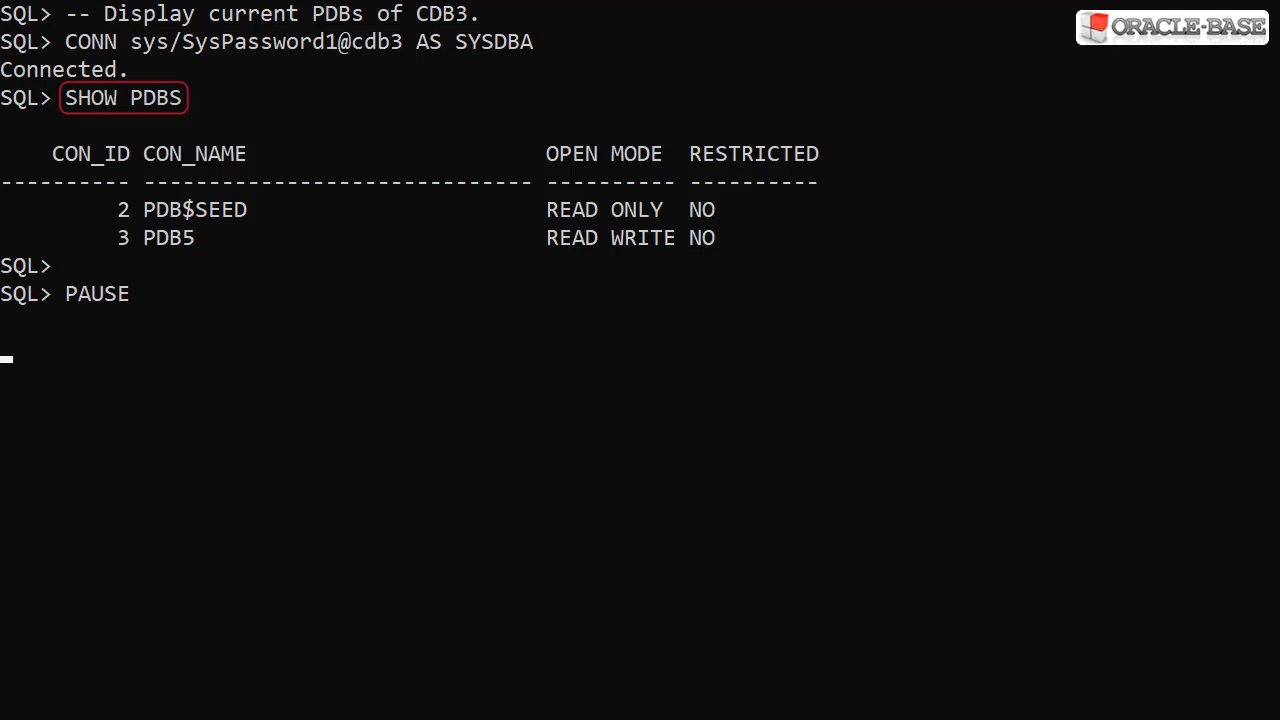 SQL> -- Display current PDBs of CDB3.
SQL> CONN sys/SysPassword1@cdb3 AS SYSDBA
Connected.
SQL> SHOW PDBS
    CON_ID CON_NAME                       OPEN MODE  RESTRICTED
---------- ------------------------------ ---------- ----------
         2 PDB$SEED                       READ ONLY  NO
         3 PDB5                           READ WRITE NO
SQL>
SQL> PAUSE
ORACLE-BASE